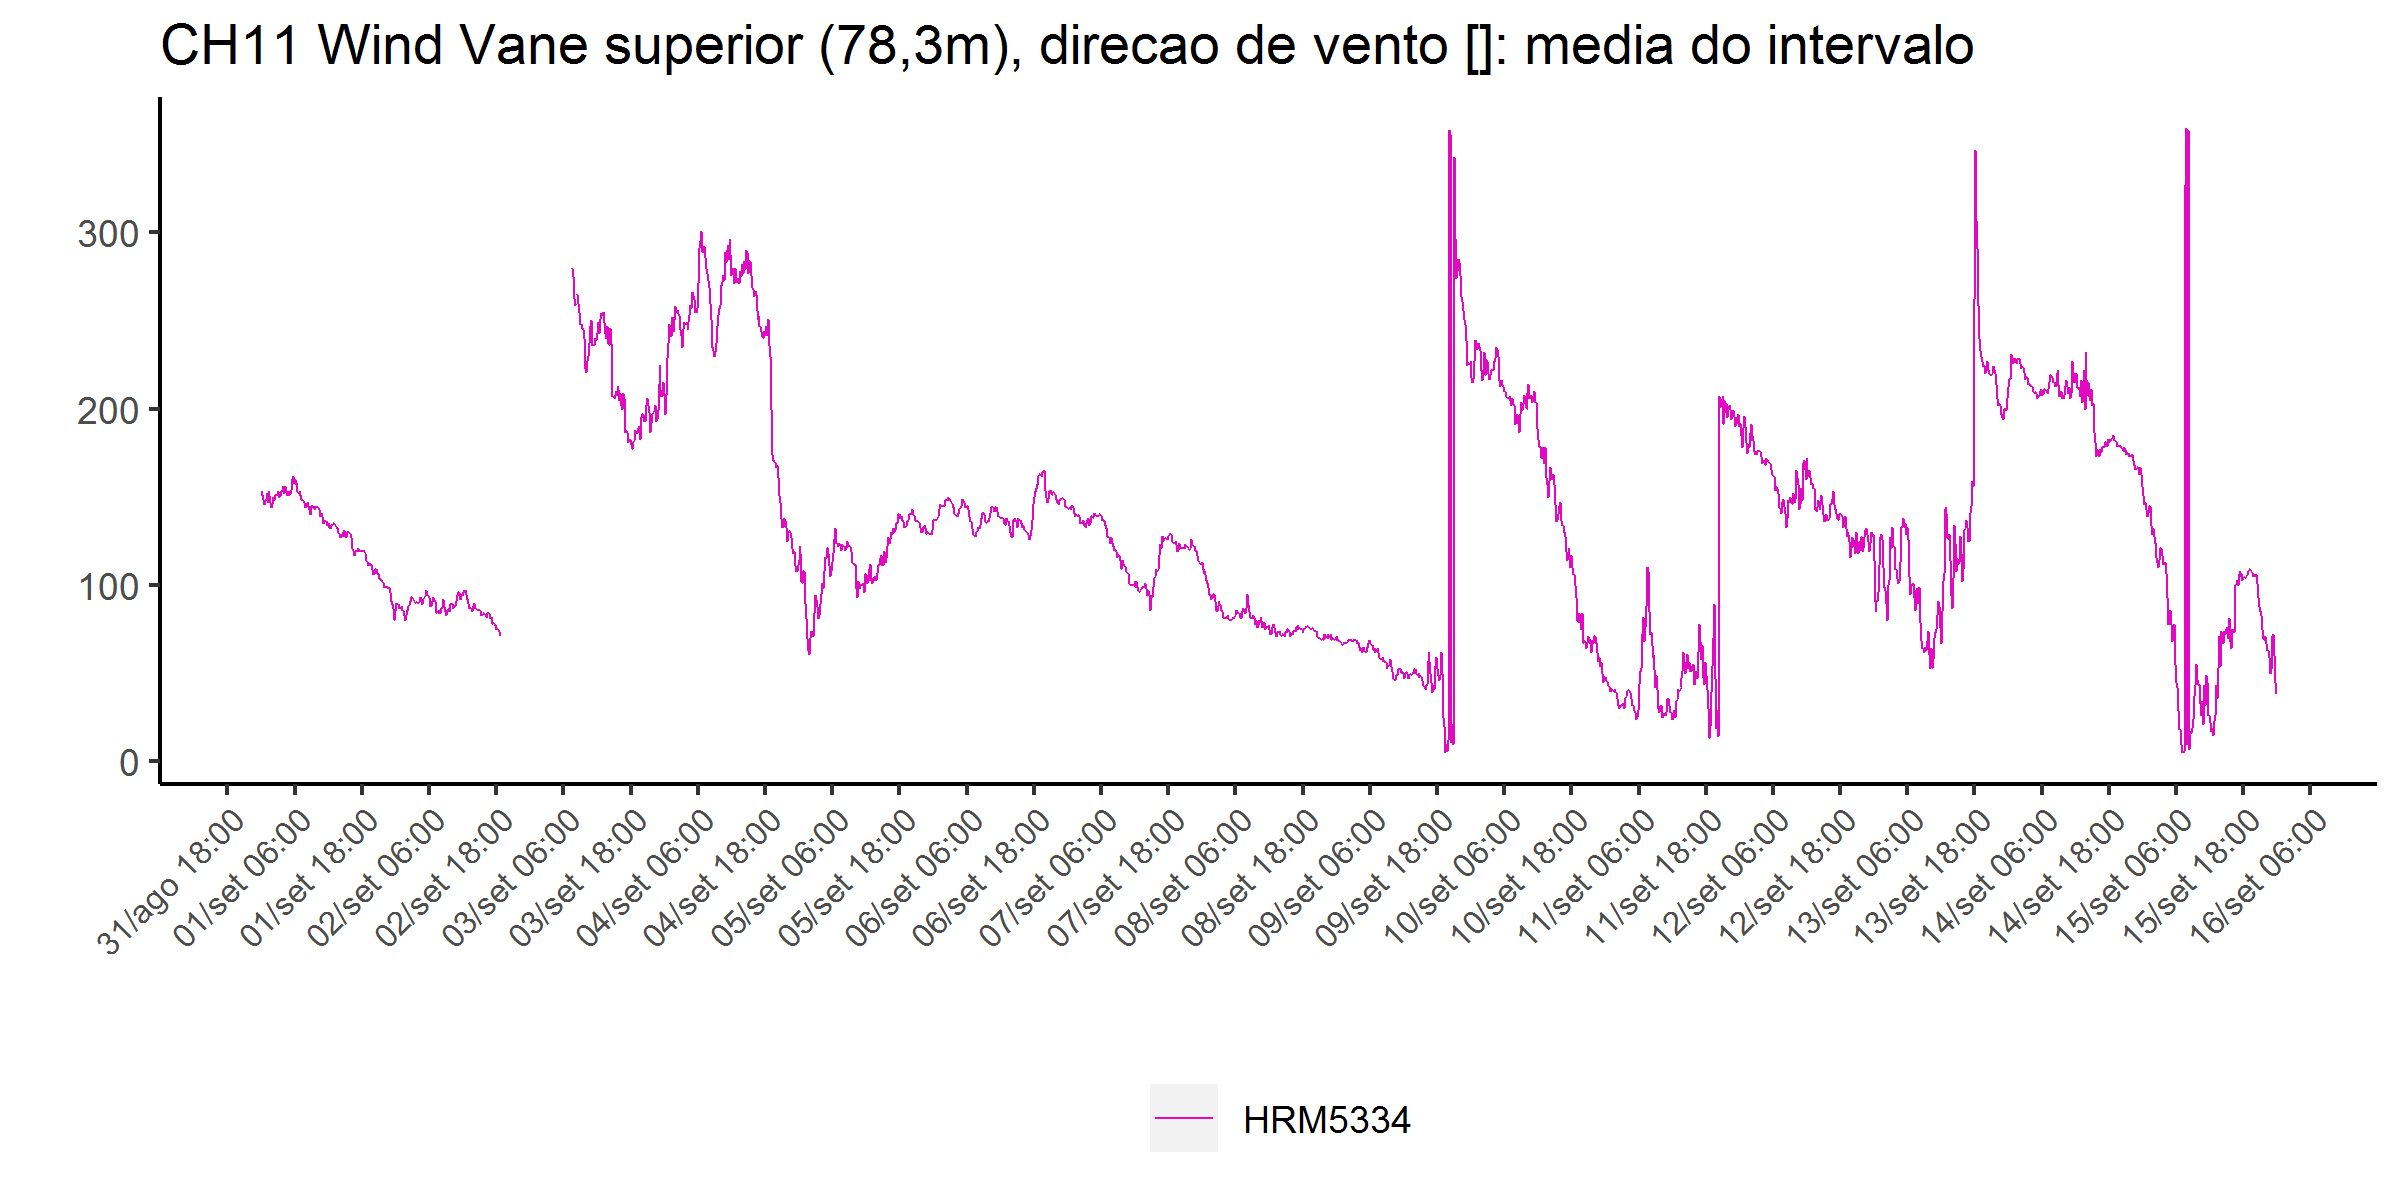 CH11 Wind Vane superior (78,3m), direcao de vento []: media do intervalo
300
200
100
0
31/ago 18:00
01/set 06:00
01/set 18:00
02/set 06:00
02/set 18:00
03/set 06:00
03/set 18:00
04/set 06:00
04/set 18:00
05/set 06:00
05/set 18:00
06/set 06:00
06/set 18:00
07/set 06:00
07/set 18:00
08/set 06:00
08/set 18:00
09/set 06:00
09/set 18:00
10/set 06:00
10/set 18:00
11/set 06:00
11/set 18:00
12/set 06:00
12/set 18:00
13/set 06:00
13/set 18:00
14/set 06:00
14/set 18:00
15/set 06:00
15/set 18:00
16/set 06:00
HRM5334